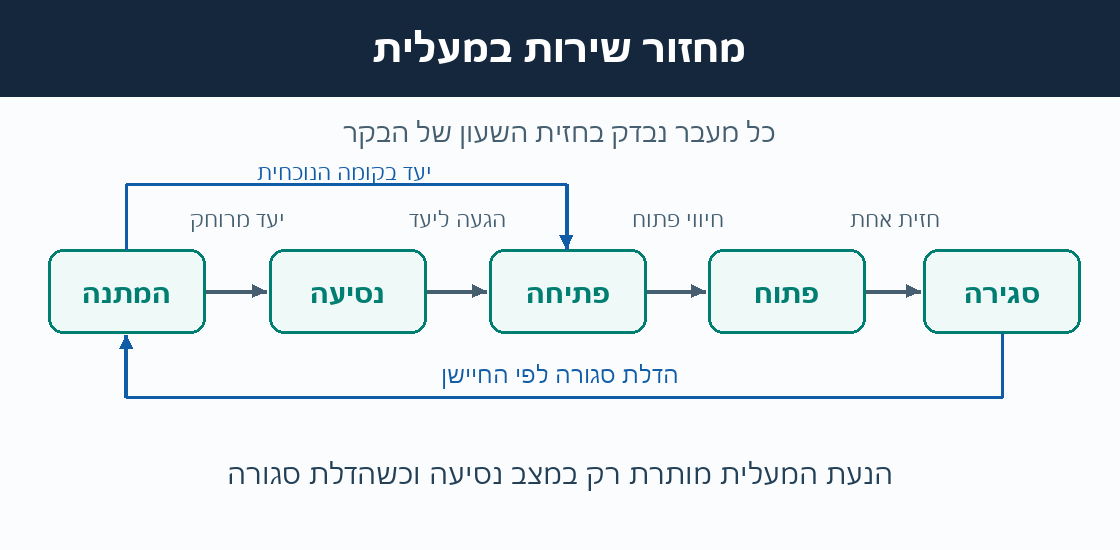 מחזור שירות במעלית
כל מעבר נבדק בחזית השעון של הבקר
יעד בקומה הנוכחית
יעד מרוחק
הגעה ליעד
חיווי פתוח
חזית אחת
המתנה
נסיעה
פתיחה
פתוח
סגירה
הדלת סגורה לפי החיישן
הנעת המעלית מותרת רק במצב נסיעה וכשהדלת סגורה